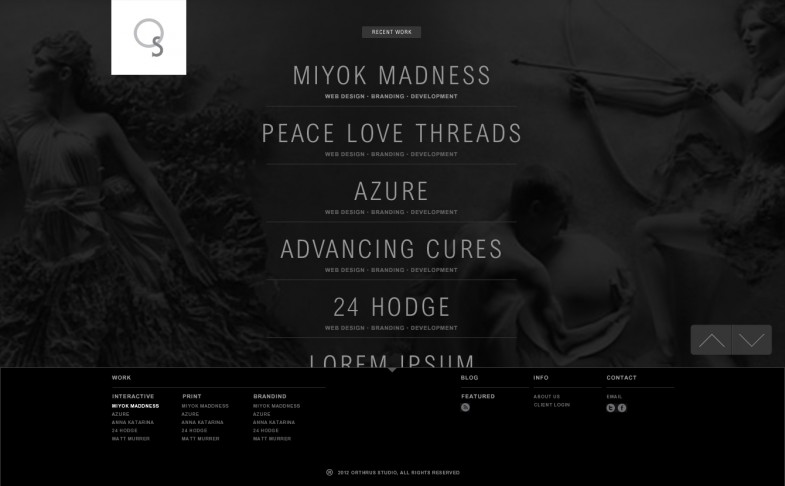 OS
RECENT WORK
MIYOK MADNESS
WEB DESIGN - BRANDING - DEVELOPMENT
PEACE LOVE THREADS
WEB DESIGN - BRANDING - DEVELOPMENT
AZURE
WEB DESIGN - BRANDING - DEVELOPMENT
ADVANCING CURES
WEB DESIGN - BRANDING - DEVELOPMENT
24 HODGE
WEB DESIGN - BRANDING - DEVELOPMENT
LOREM IPSUM
WORK
INTERACTIVE
MIYOK MADDNESS
AZURE
ANNA KATARINA
24 HODGE
MATT MURRER
PRINT
MIYOK MADDNESS
AZURE
ANNA KATARINA
24 HODGE
MATT MURRER
BRANDIND
MIYOK MADDNESS
AZURE
ANNA KATARINA
24 HODGE
MATT MURRER
BLOG
FEATURED
INFO
ABOUT US
CLIENT LOGIN
CONTACT
EMAIL
2012 ORTHRUS STUDIO, ALL RIGHTS RESERVED.